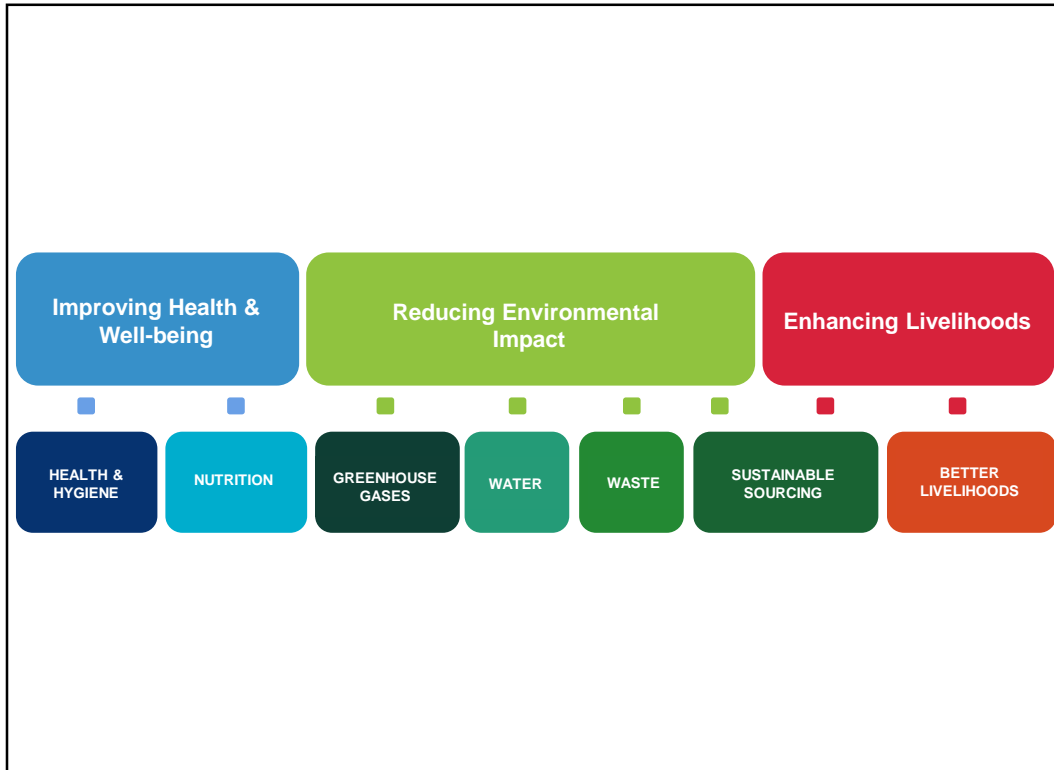 Improving Health &
Well-being
Reducing Environmental
Impact
Enhancing Livelihoods
HEALTH &
HYGIENE
NUTRITION
GREENHOUSE
GASES
WATER
WASTE
SUSTAINABLE
SOURCING
BETTER
LIVELIHOODS